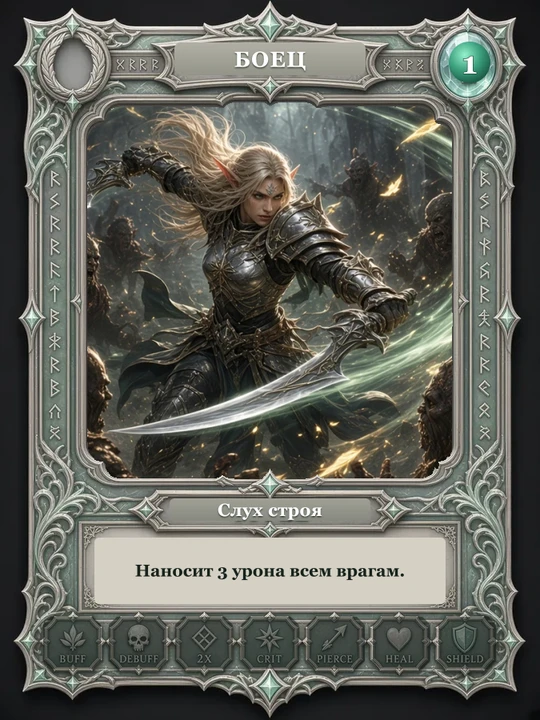 БОЕЦ
1
Слух строя
Наносит 3 урона всем врагам.
BUFF
DEBUFF
2X
CRIT
PIERCE
HEAL
SHIELD